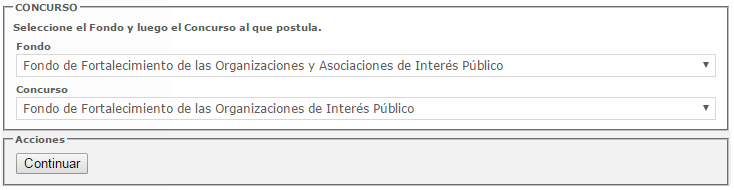 CONCURSO
Seleccione el Fondo y luego el Concurso al que postula.
Fondo
Fondo de Fortalecimiento de las Organizaciones y Asociaciones de Interés Público
Concurso
Fondo de Fortalecimiento de las Organizaciones de Interés Público
Acciones
Continuar